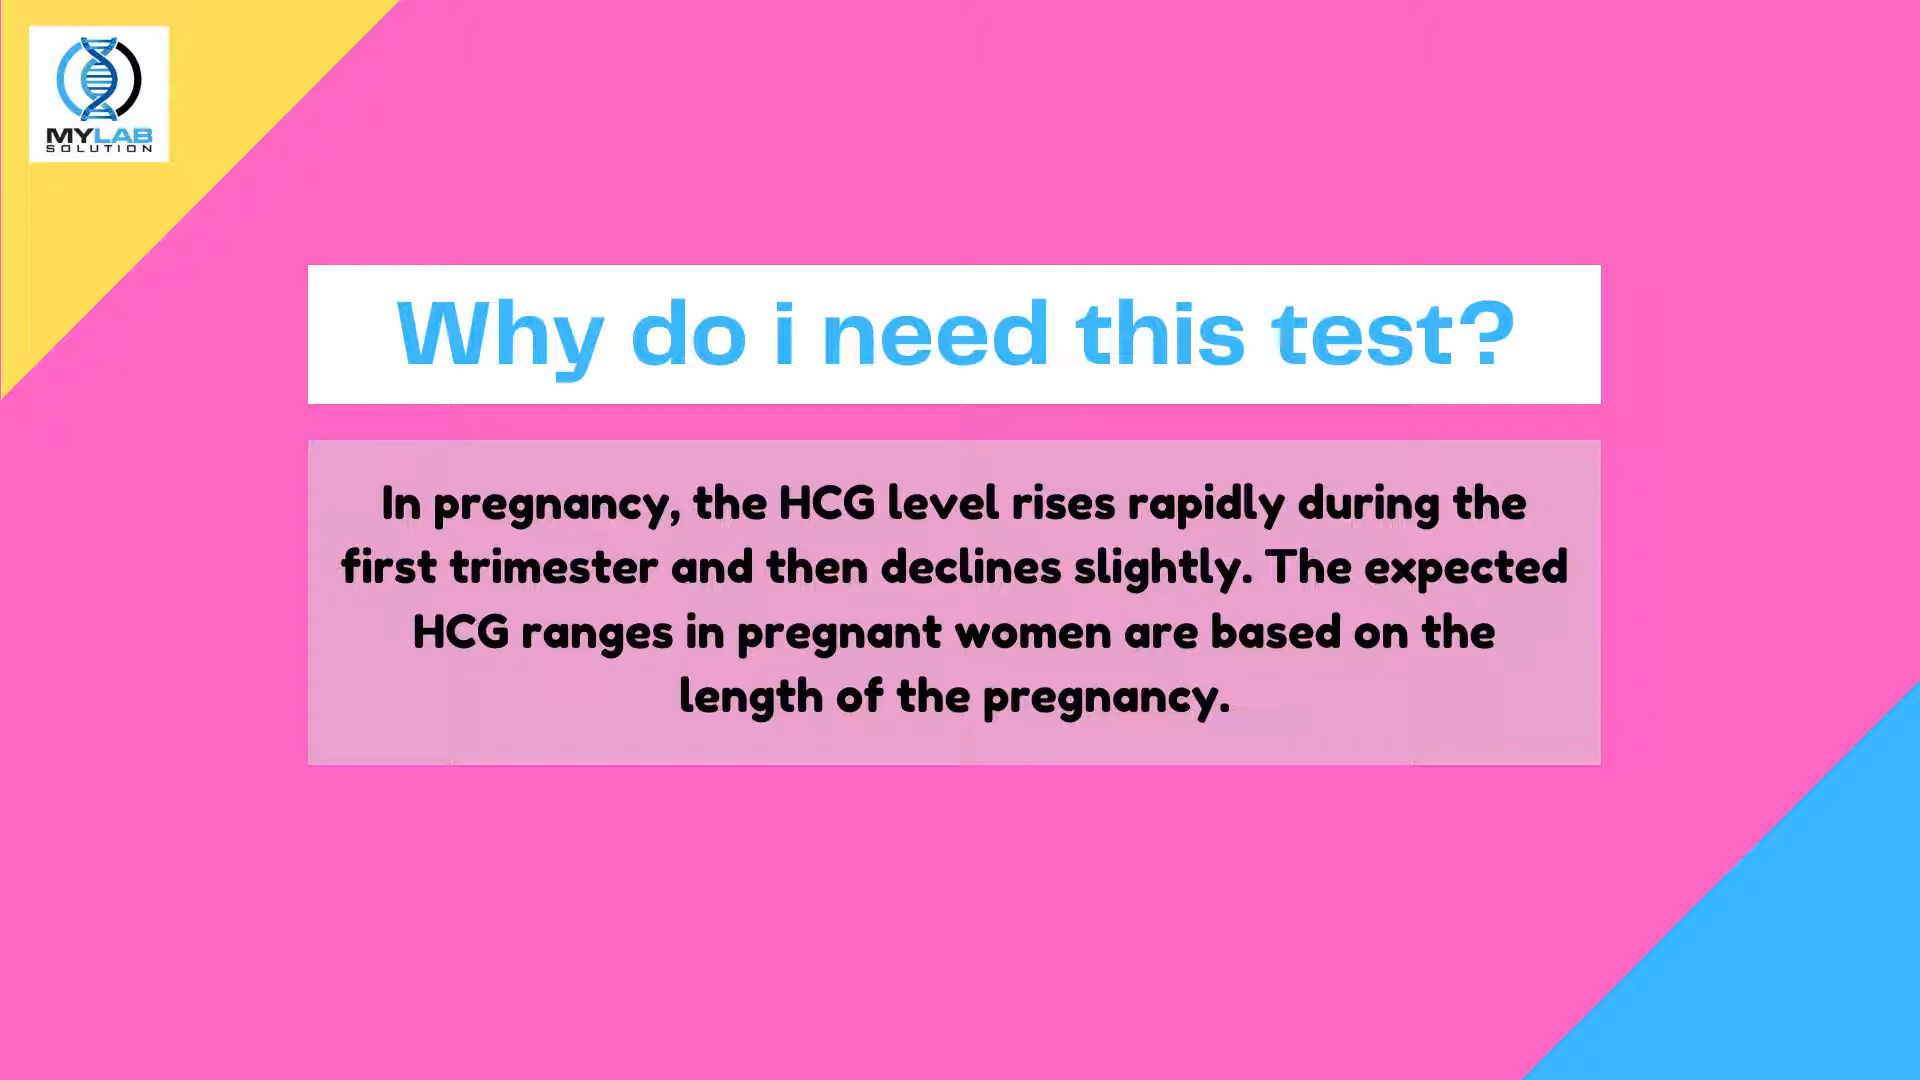 MYLAB
SOLUTION
Why do i need this test?
In pregnancy, the HCG level rises rapidly during the
first trimester and then declines slightly. The expected
HCG ranges in pregnant women are based on the
length of the pregnancy.